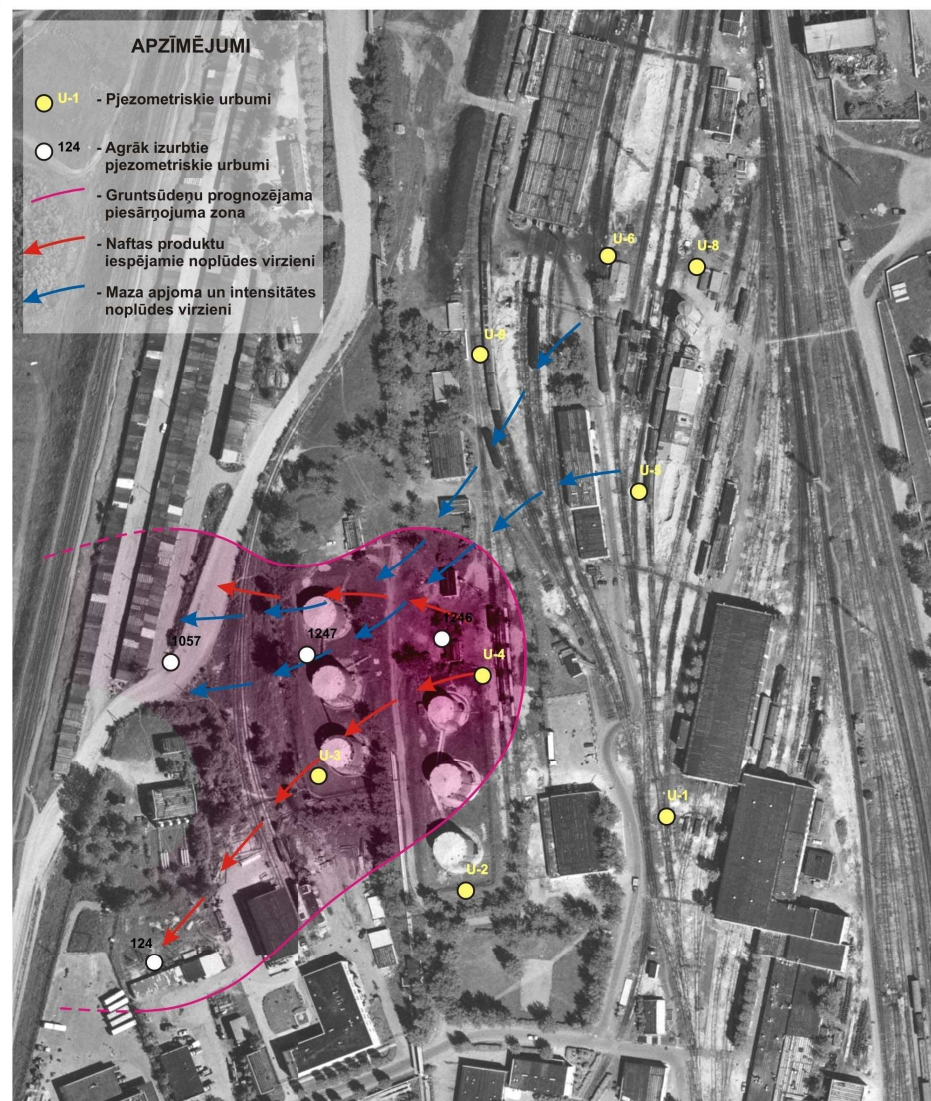 APZĪMĒJUMI
U-1 - Pjezometriskie urbumi
124 - Agrāk izurbtie
pjezometriskie urbumi
- Gruntsūdeņu prognozējama
piesārņojuma zona
- Naftas produktu
iespējamie noplūdes virzieni
- Maza apjoma un intensitātes
noplūdes virzieni
U-6
U-8
U-9
U-5
1057
1247
1246
U-4
U-3
U-1
U-2
124